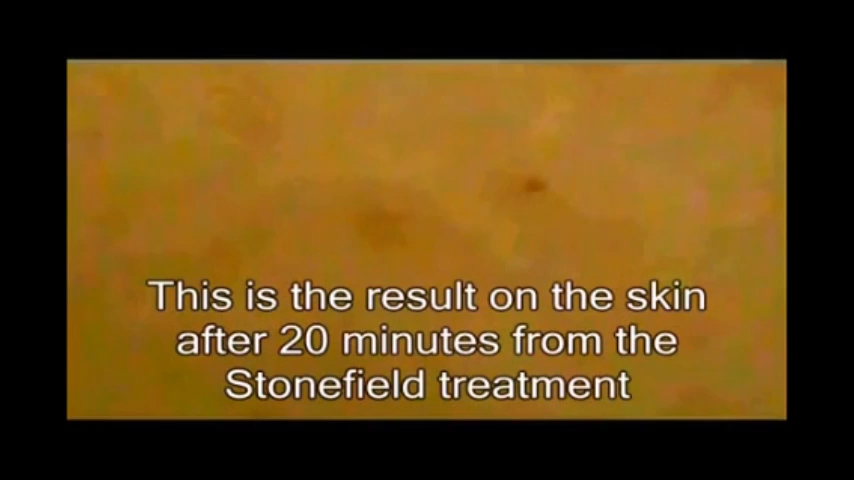 This is the result on the skin
after 20 minutes from the
Stonefield treatment